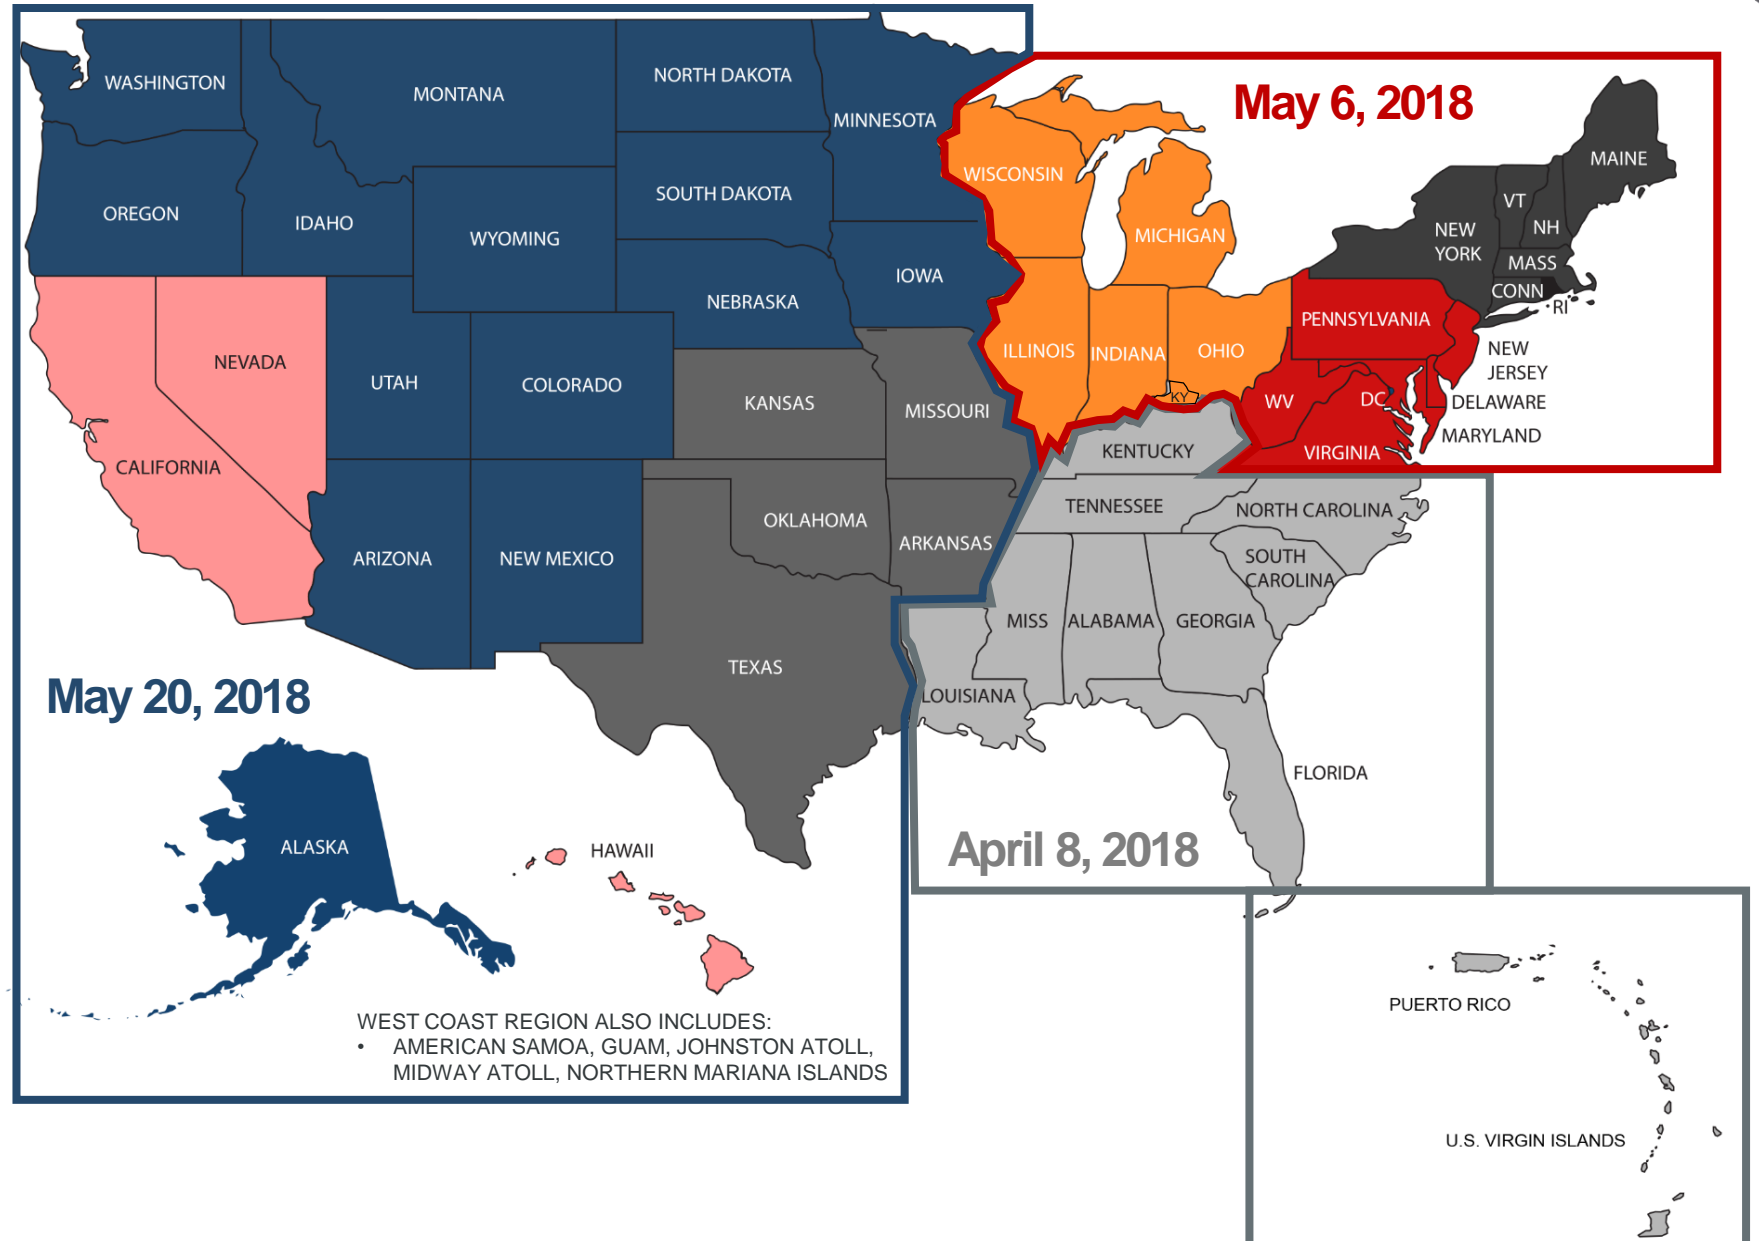 WASHINGTON
MONTANA
NORTH DAKOTA
MINNESOTA
OREGON
IDAHO
WYOMING
SOUTH DAKOTA
NEBRASKA
IOWA
NEVADA
UTAH
COLORADO
CALIFORNIA
KANSAS
MISSOURI
ARIZONA
NEW MEXICO
OKLAHOMA
ARKANSAS
TEXAS
May 20, 2018
ALASKA
HAWAII
WEST COAST REGION ALSO INCLUDES:
• AMERICAN SAMOA, GUAM, JOHNSTON ATOLL,
MIDWAY ATOLL, NORTHERN MARIANA ISLANDS
May 6, 2018
WISCONSIN
MICHIGAN
ILLINOIS
INDIANA
OHIO
KY
MAINE
VT
NH
NEW
YORK
MASS
CONN
RI
PENNSYLVANIA
NEW
JERSEY
WV
DC
DELAWARE
MARYLAND
VIRGINIA
KENTUCKY
TENNESSEE
NORTH CAROLINA
SOUTH
CAROLINA
MISS
ALABAMA
GEORGIA
LOUISIANA
FLORIDA
April 8, 2018
PUERTO RICO
U.S. VIRGIN ISLANDS